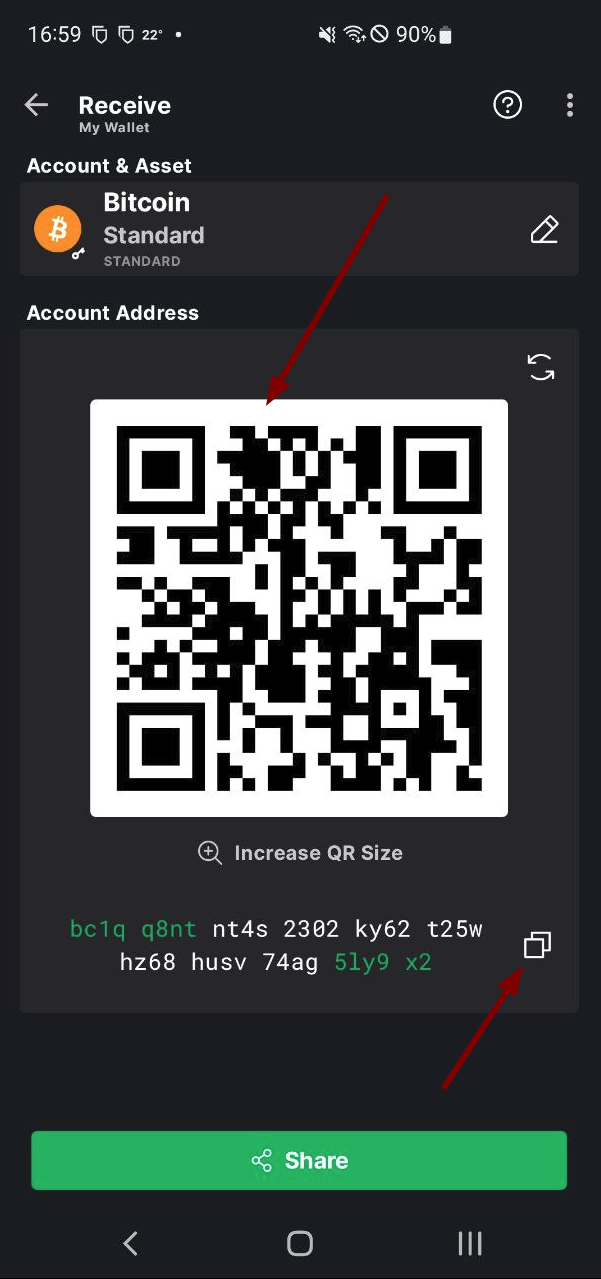 16:59 22° 90%
Receive
My Wallet
Account & Asset
Bitcoin
Standard
STANDARD
Account Address
Increase QR Size
bc1q q8nt nt4s 2302 ky62 t25w
hz68 husv 74ag 5ly9 x2
Share